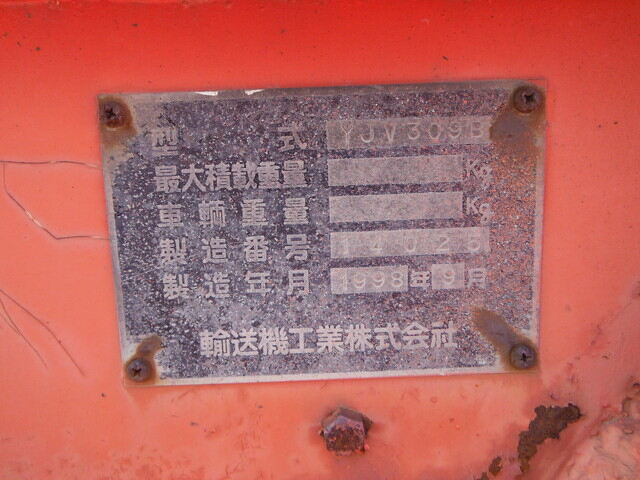 型式 YJV309B
最大積載重量 Kg
車輌重量 Kg
製造番号 14025
製造年月 1998年9月
輸送機工業株式会社